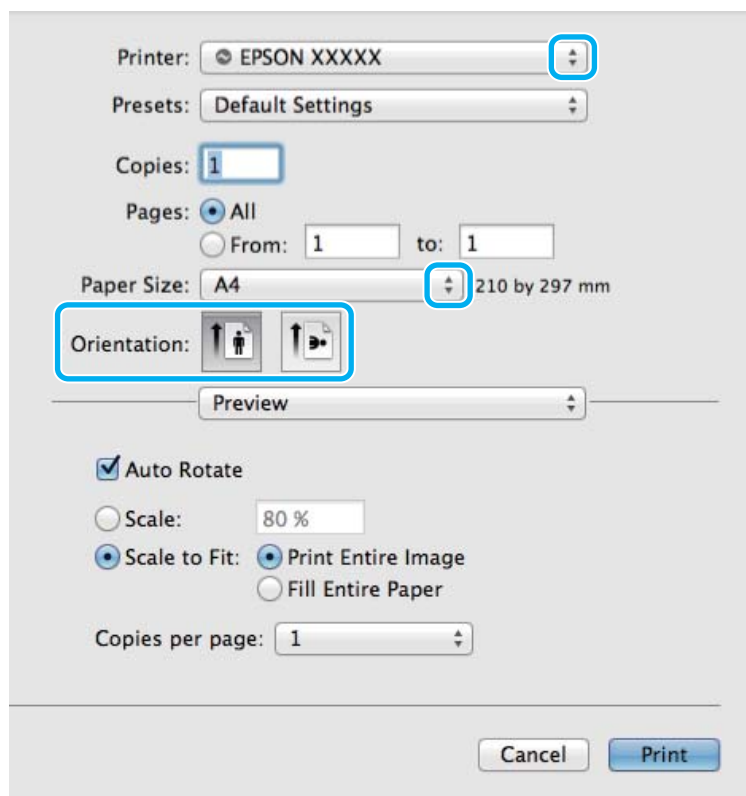 Printer: EPSON XXXXX
Presets: Default Settings
Copies: 1
Pages: All
From: 1 to: 1
Paper Size: A4 210 by 297 mm
Orientation:
Preview
Auto Rotate
Scale: 80 %
Scale to Fit: Print Entire Image
Fill Entire Paper
Copies per page: 1
Cancel Print